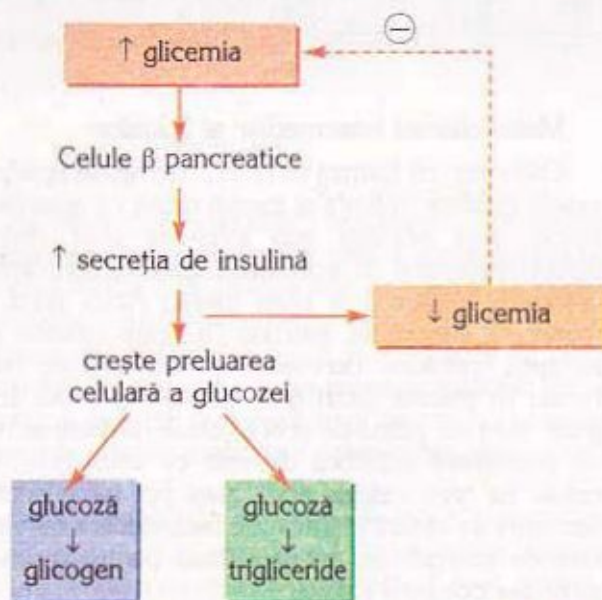 ⊖
↑ glicemia
Celule β pancreatice
↑ secreția de insulină
↓ glicemia
crește preluarea
celulară a glucozei
glucoză
↓
glicogen
glucoză
↓
trigliceride